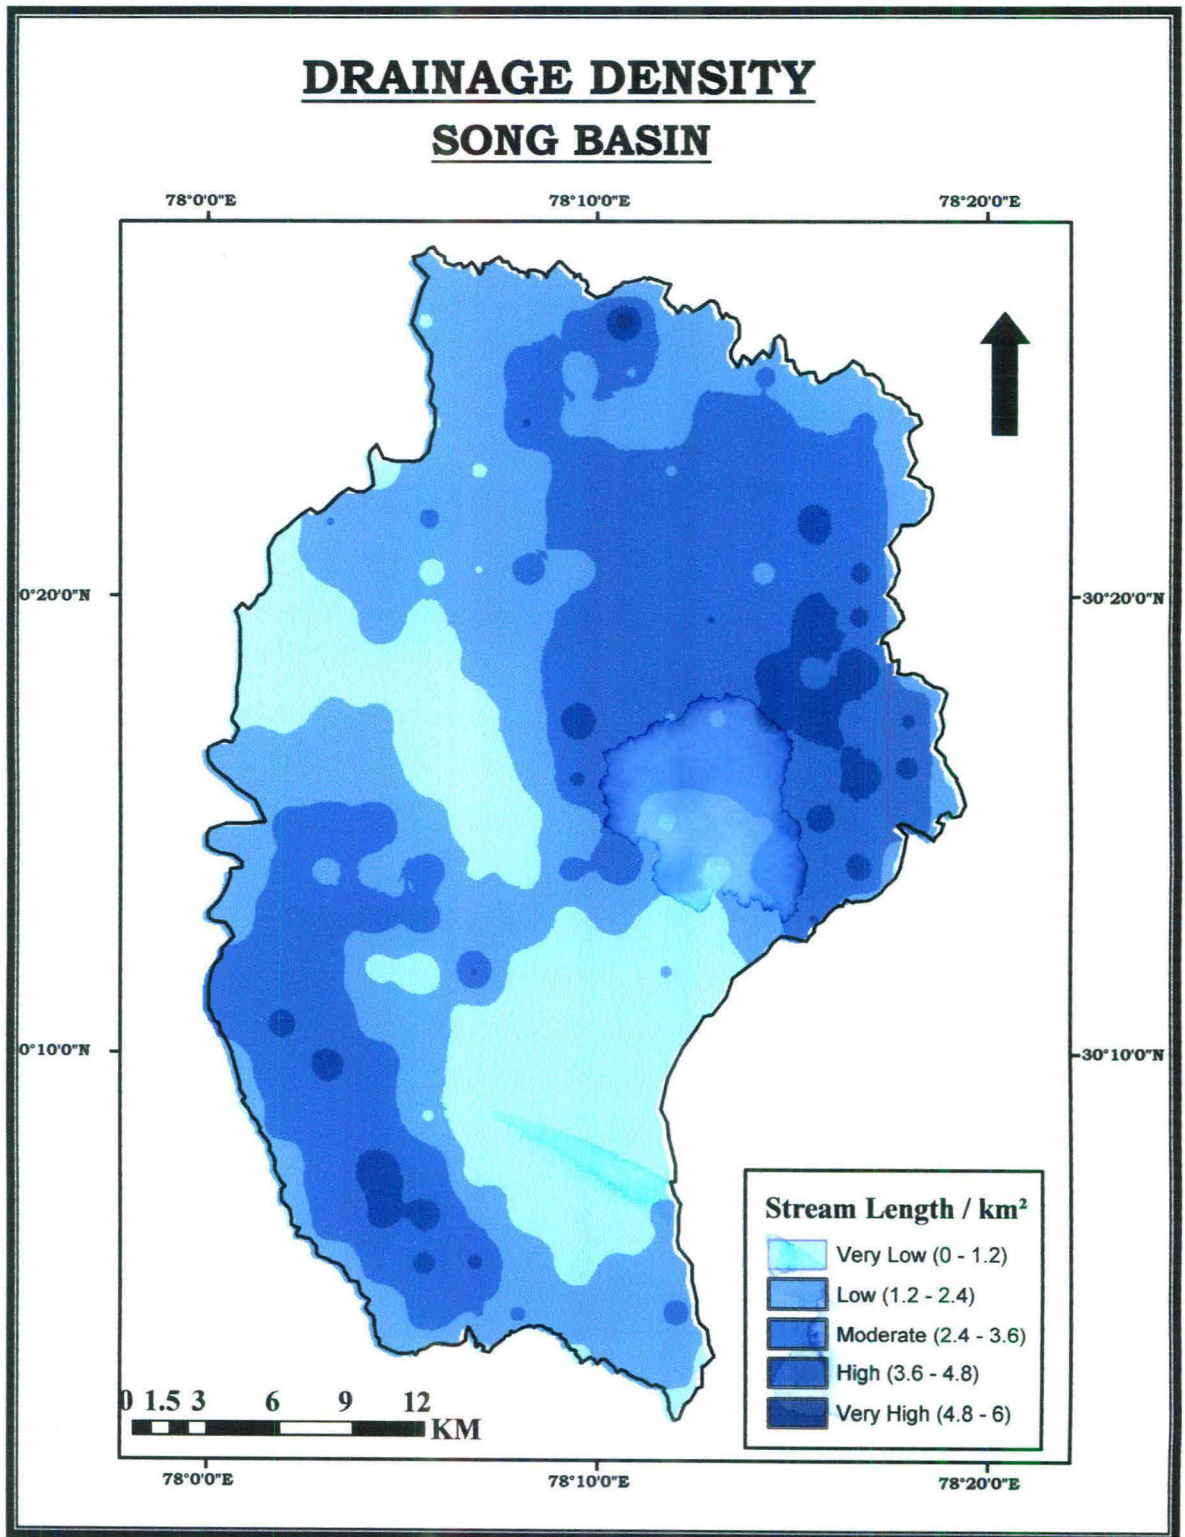 DRAINAGE DENSITY
SONG BASIN
78°0'0"E 78°10'0"E 78°20'0"E
0°20'0"N 30°20'0"N
0°10'0"N 30°10'0"N
Stream Length / km²
Very Low (0 - 1.2)
Low (1.2 - 2.4)
Moderate (2.4 - 3.6)
High (3.6 - 4.8)
Very High (4.8 - 6)
0 1.5 3 6 9 12
KM
78°0'0"E 78°10'0"E 78°20'0"E